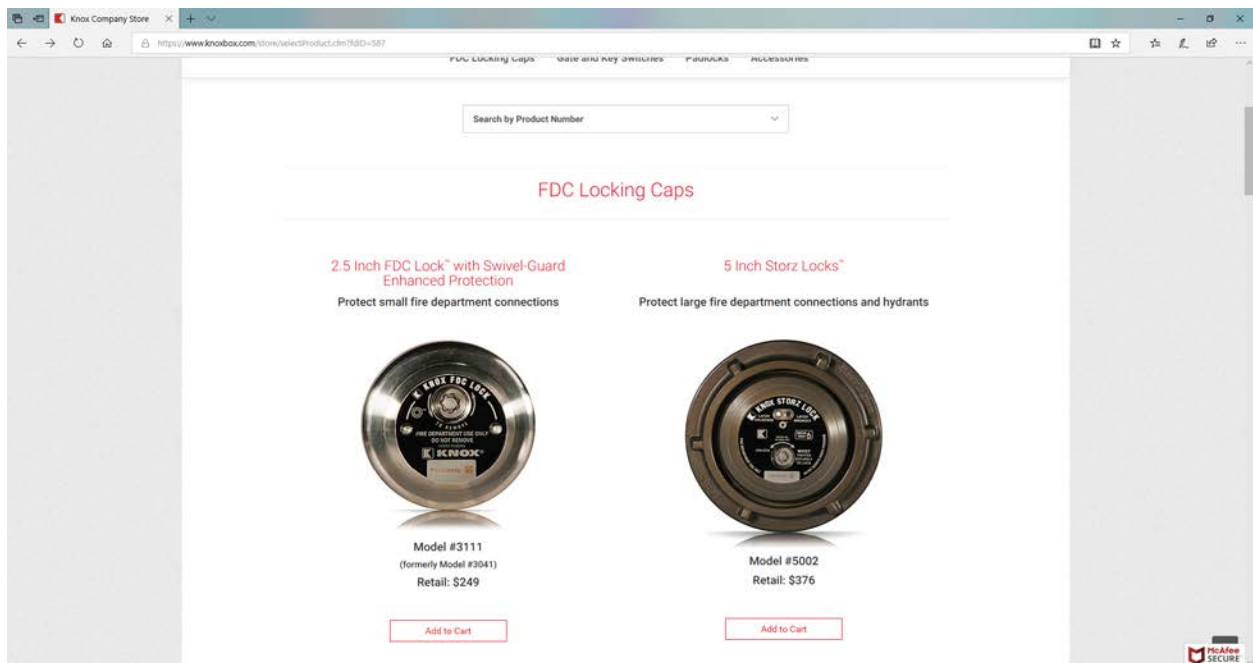 Knox Company Store
https://www.knoxbox.com/store/selectProduct.cfm?fdID=587
FDC Locking Caps Gate and Key Switches Padlocks Accessories
Search by Product Number
FDC Locking Caps
2.5 Inch FDC Lock™ with Swivel-Guard
Enhanced Protection
Protect small fire department connections
KNOX FDC LOCK
TO REMOVE
FIRE DEPARTMENT USE ONLY
DO NOT REMOVE
KNOX®
Model #3111
(formerly Model #3041)
Retail: $249
Add to Cart
5 Inch Storz Locks™
Protect large fire department connections and hydrants
KNOX STORZ LOCK
Model #5002
Retail: $376
Add to Cart
McAfee
SECURE